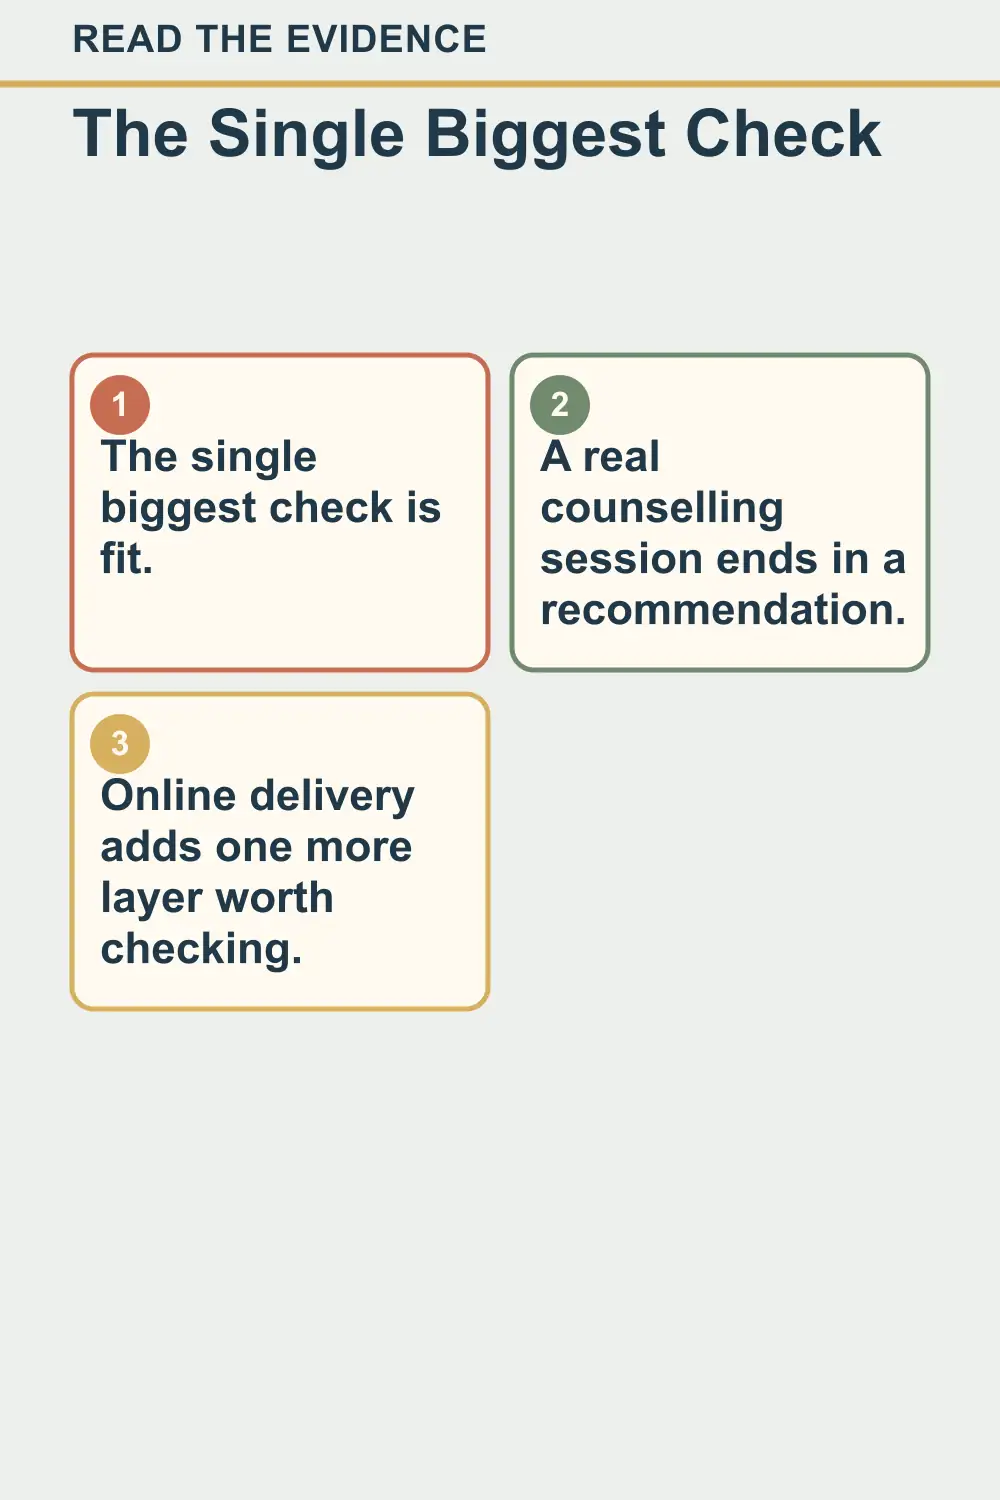 READ THE EVIDENCE
The Single Biggest Check
1
The single
biggest check is
fit.
2
A real
counselling
session ends in a
recommendation.
3
Online delivery
adds one more
layer worth
checking.